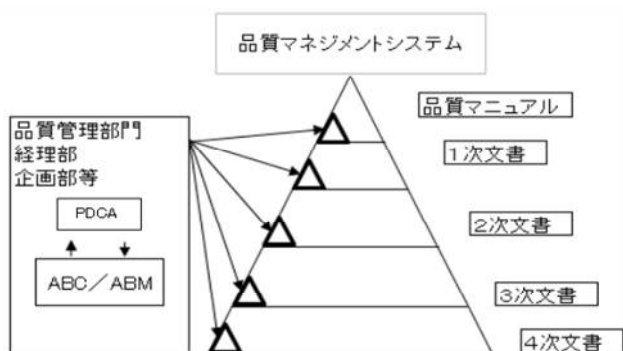 品質マネジメントシステム
品質マニュアル
品質管理部門
経理部
企画部等
1次文書
PDCA
2次文書
ABC/ABM
3次文書
4次文書